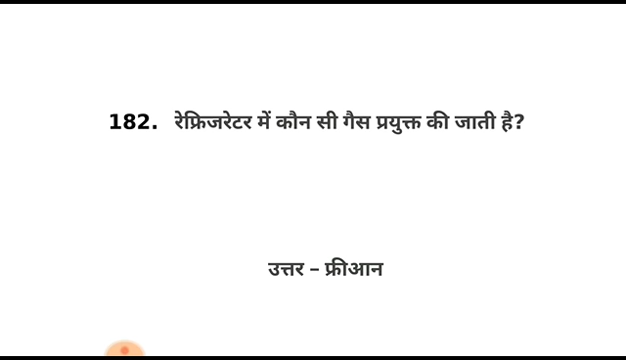 182. रेफ्रिजरेटर में कौन सी गैस प्रयुक्त की जाती है?
उत्तर – फ्रीआन